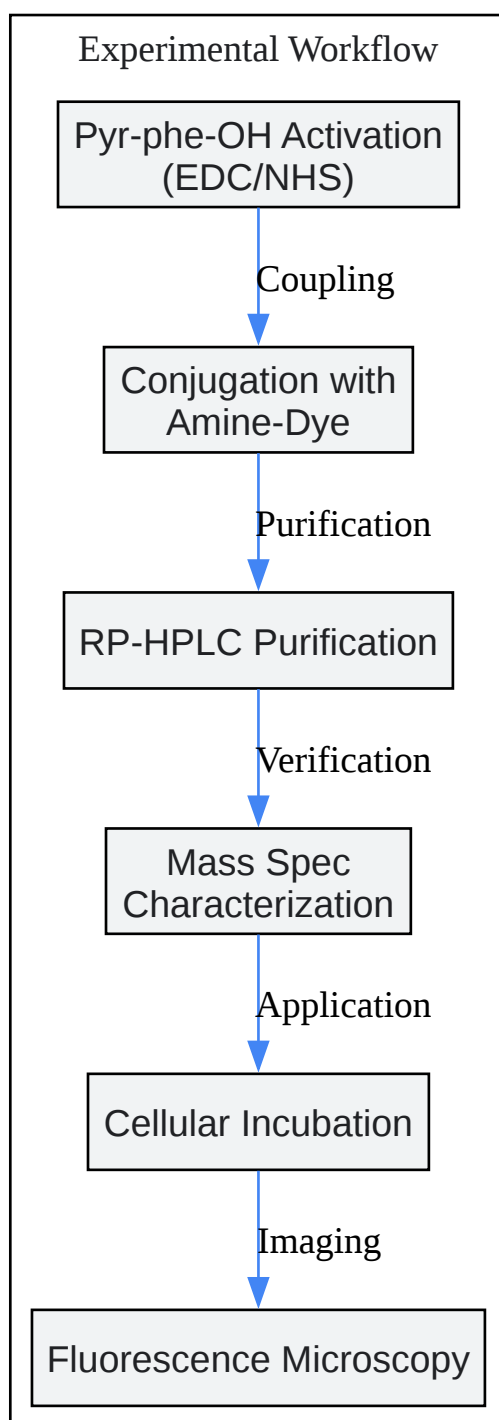 Experimental Workflow
Pyr-phe-OH Activation
(EDC/NHS)
Coupling
Conjugation with
Amine-Dye
Purification
RP-HPLC Purification
Verification
Mass Spec
Characterization
Application
Cellular Incubation
Imaging
Fluorescence Microscopy